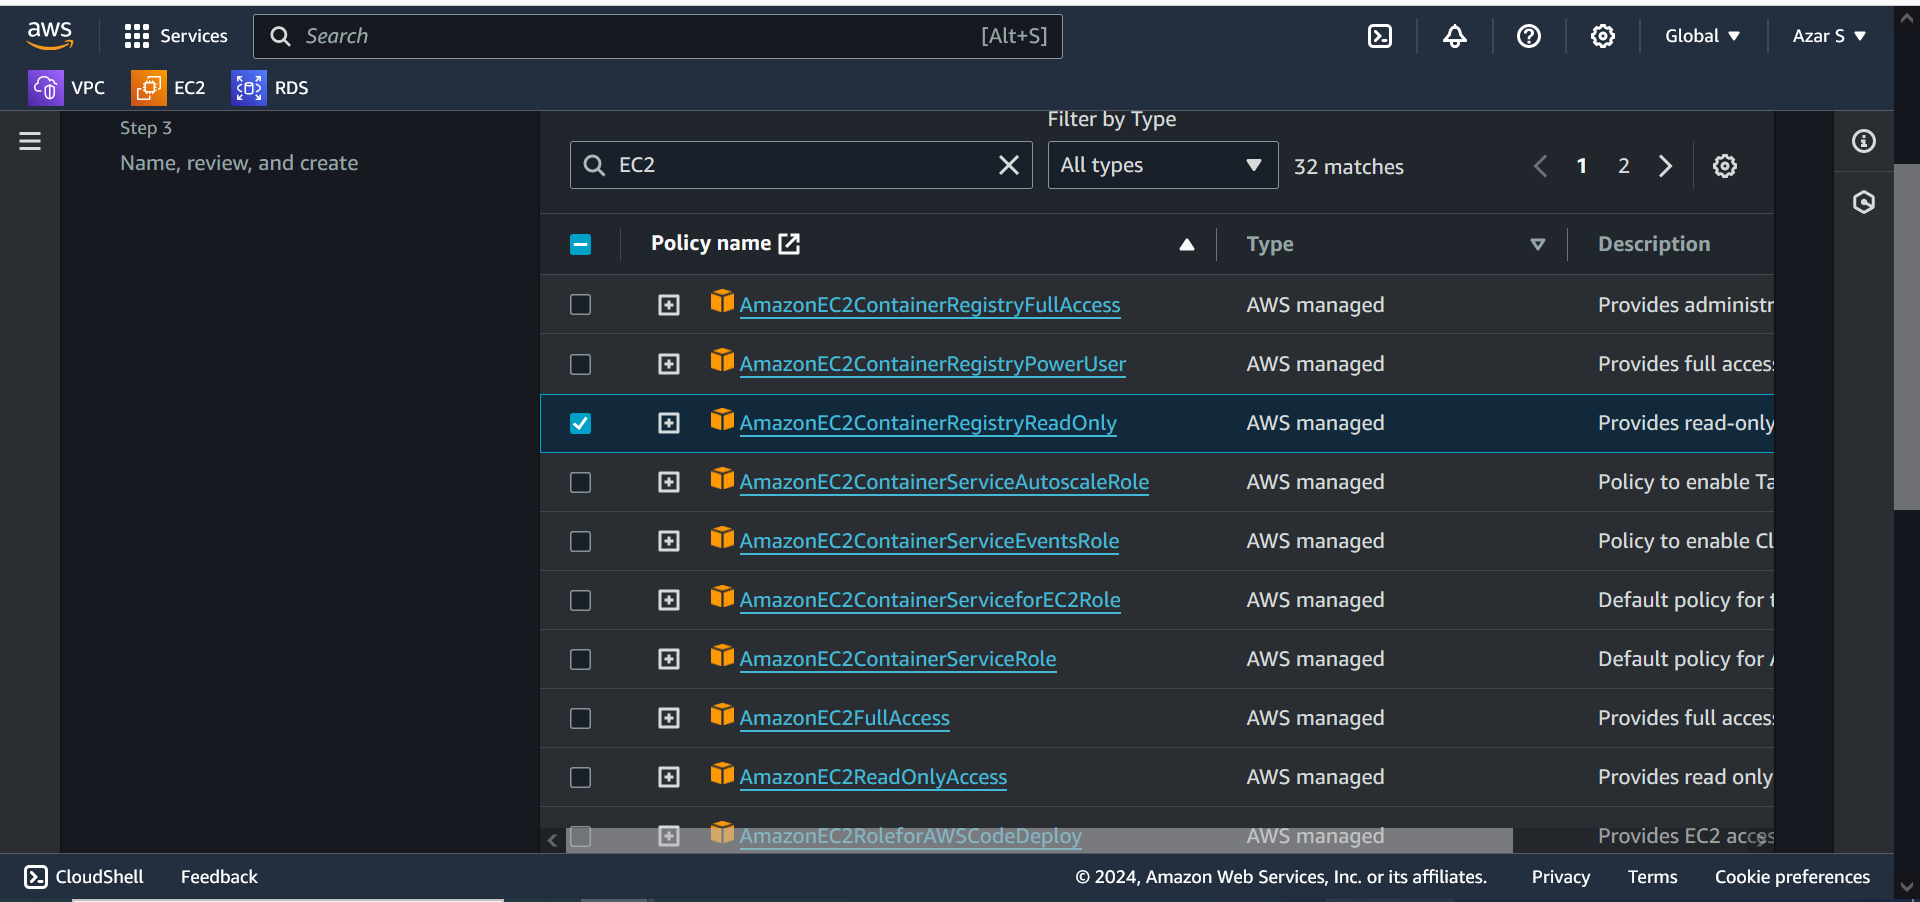 aws Services Search [Alt+S] Global Azar S
VPC EC2 RDS
Step 3
Name, review, and create
Filter by Type
EC2 All types 32 matches 1 2
Policy name Type Description
AmazonEC2ContainerRegistryFullAccess AWS managed Provides administr
AmazonEC2ContainerRegistryPowerUser AWS managed Provides full acces
AmazonEC2ContainerRegistryReadOnly AWS managed Provides read-only
AmazonEC2ContainerServiceAutoscaleRole AWS managed Policy to enable Ta
AmazonEC2ContainerServiceEventsRole AWS managed Policy to enable Cl
AmazonEC2ContainerServiceforEC2Role AWS managed Default policy for t
AmazonEC2ContainerServiceRole AWS managed Default policy for A
AmazonEC2FullAccess AWS managed Provides full acces
AmazonEC2ReadOnlyAccess AWS managed Provides read only
AmazonEC2RoleforAWSCodeDeploy AWS managed Provides EC2 acces
CloudShell Feedback © 2024, Amazon Web Services, Inc. or its affiliates. Privacy Terms Cookie preferences